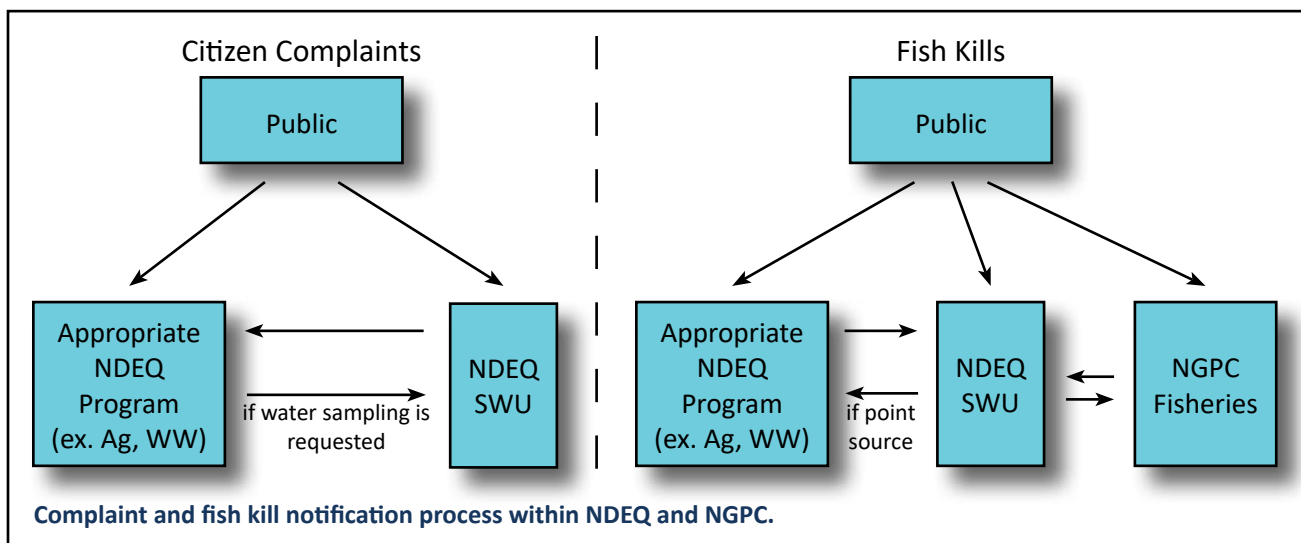 Citizen Complaints
Public
Appropriate
NDEQ
Program
(ex. Ag, WW)
if water sampling is
requested
NDEQ
SWU
Fish Kills
Public
Appropriate
NDEQ
Program
(ex. Ag, WW)
if point
source
NDEQ
SWU
NGPC
Fisheries
Complaint and fish kill notification process within NDEQ and NGPC.